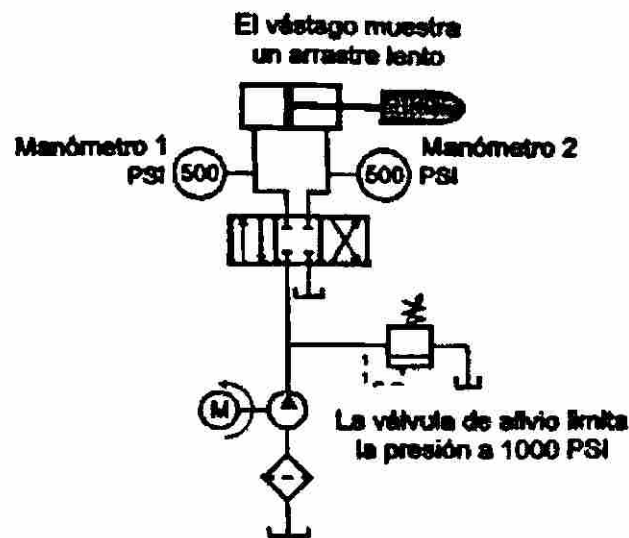 El vástago muestra
un arrastre lento
Manómetro 1
PSI
500
Manómetro 2
PSI
500
M
La válvula de alivio limita
la presión a 1000 PSI